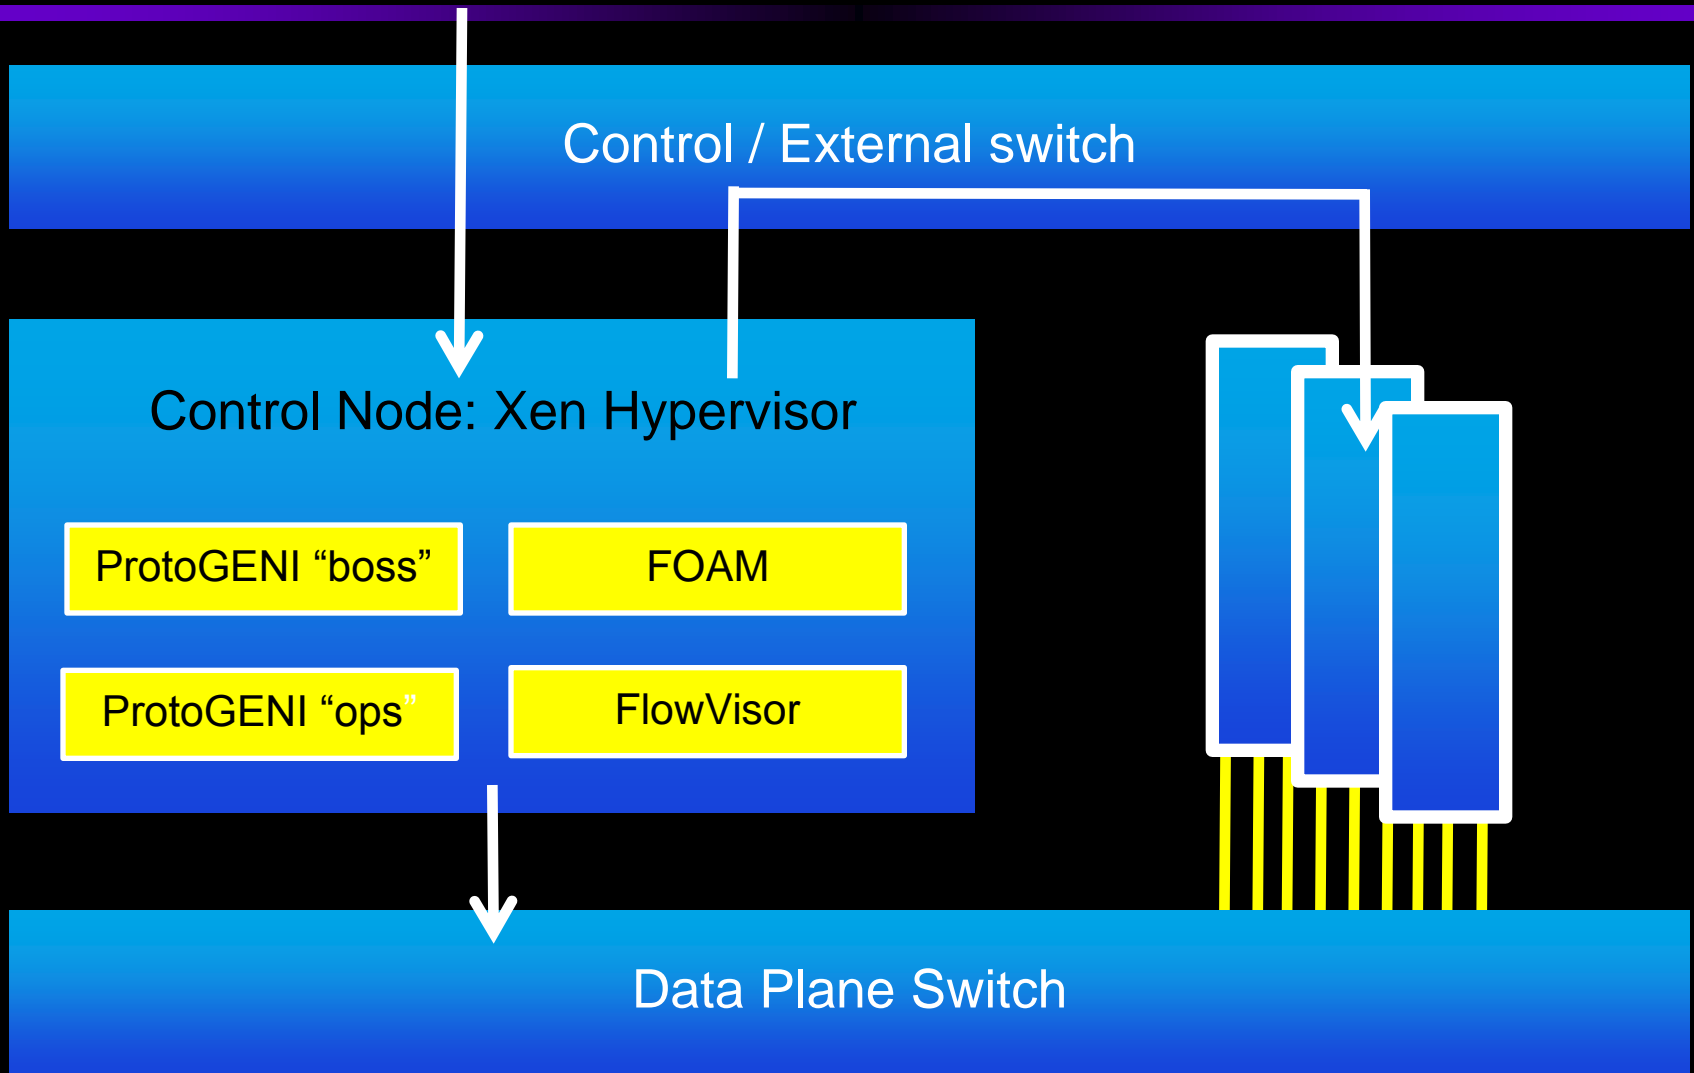 Control / External switch
Control Node: Xen Hypervisor
ProtoGENI “boss”
FOAM
ProtoGENI “ops”
FlowVisor
Data Plane Switch